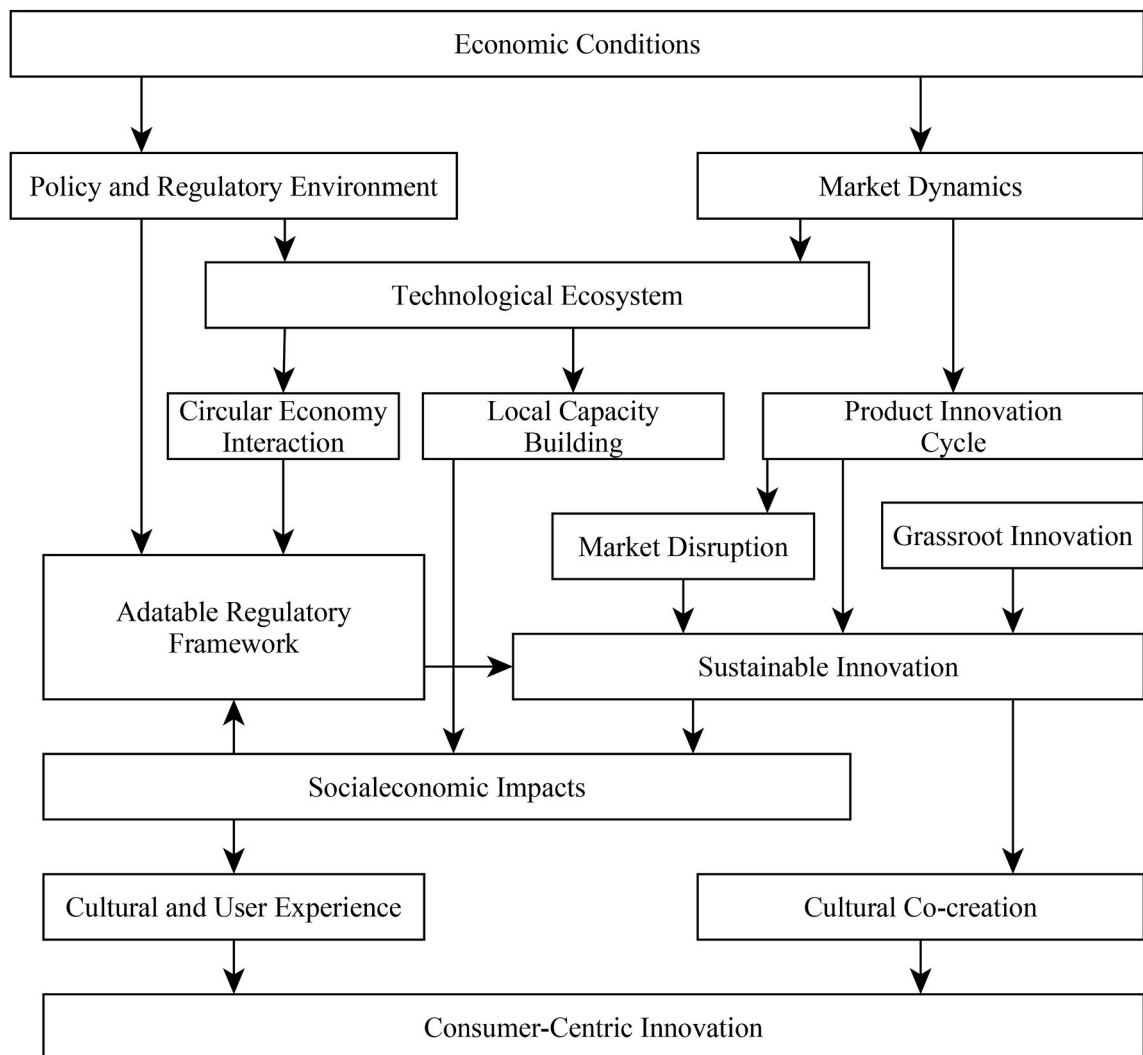 Economic Conditions
Policy and Regulatory Environment
Market Dynamics
Technological Ecosystem
Circular Economy
Interaction
Local Capacity
Building
Product Innovation
Cycle
Market Disruption
Grassroot Innovation
Adatable Regulatory
Framework
Sustainable Innovation
Socialeconomic Impacts
Cultural and User Experience
Cultural Co-creation
Consumer-Centric Innovation